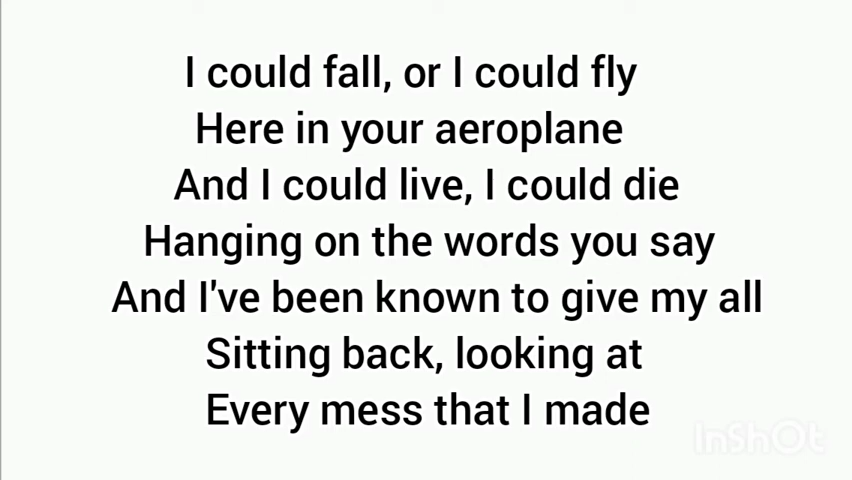 I could fall, or I could fly
Here in your aeroplane
And I could live, I could die
Hanging on the words you say
And I've been known to give my all
Sitting back, looking at
Every mess that I made
InShOt